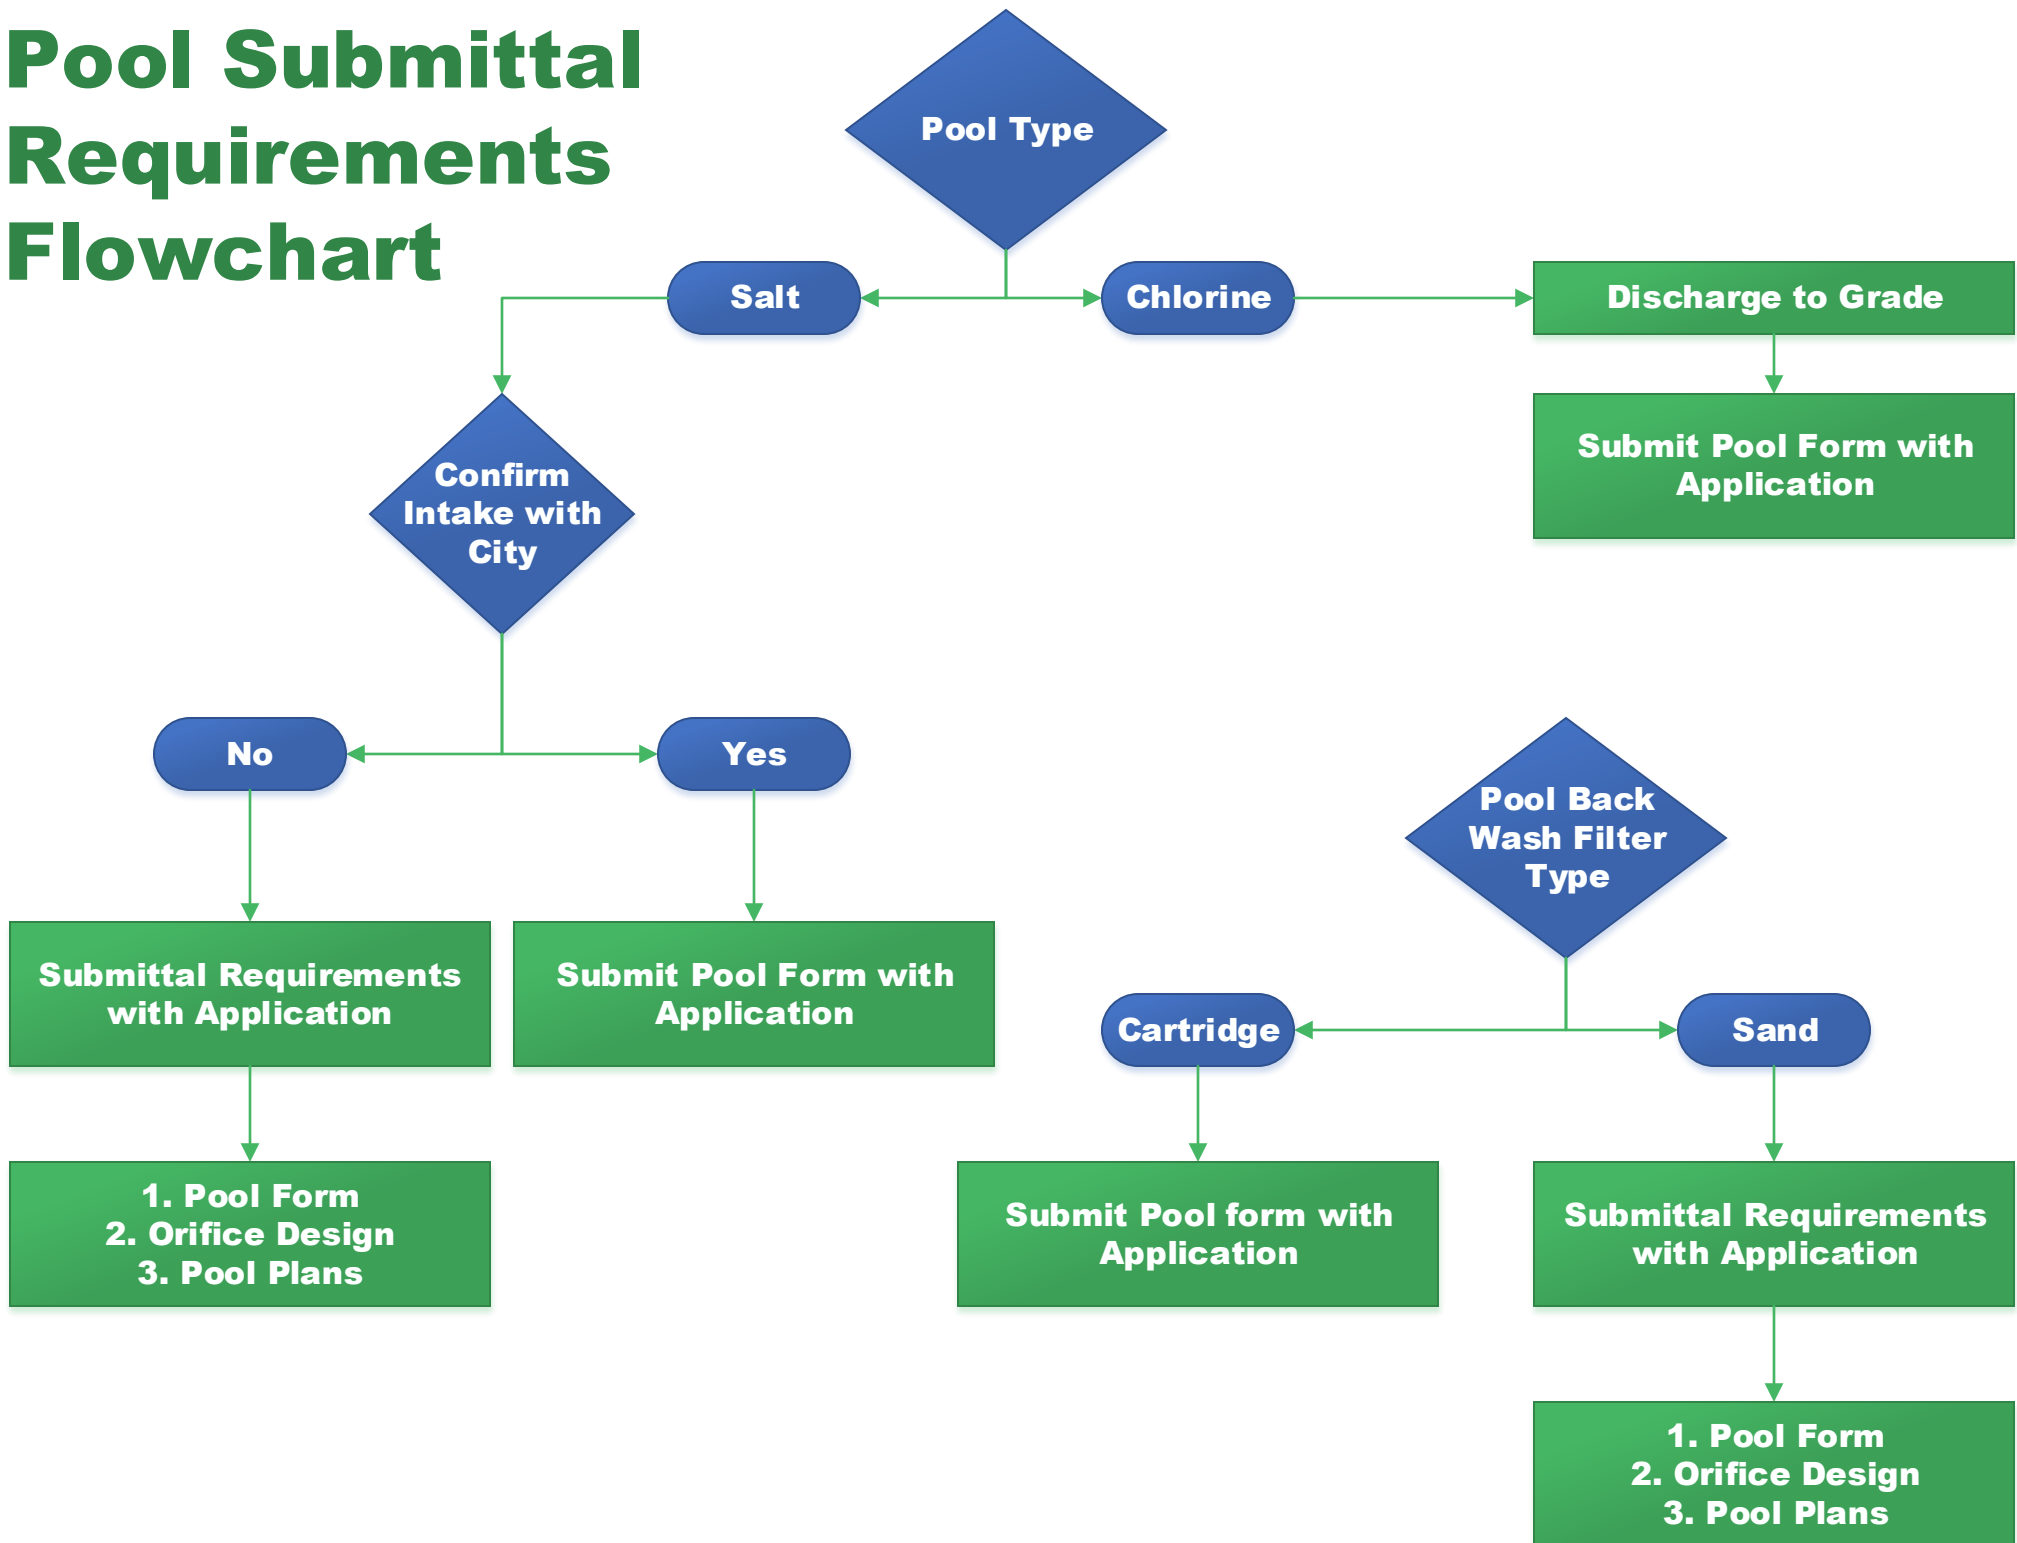 Pool Submittal
Requirements
Flowchart
Pool Type
Salt
Chlorine
Discharge to Grade
Submit Pool Form with
Application
Confirm
Intake with
City
No
Yes
Submittal Requirements
with Application
Submit Pool Form with
Application
1. Pool Form
2. Orifice Design
3. Pool Plans
Pool Back
Wash Filter
Type
Cartridge
Sand
Submit Pool form with
Application
Submittal Requirements
with Application
1. Pool Form
2. Orifice Design
3. Pool Plans